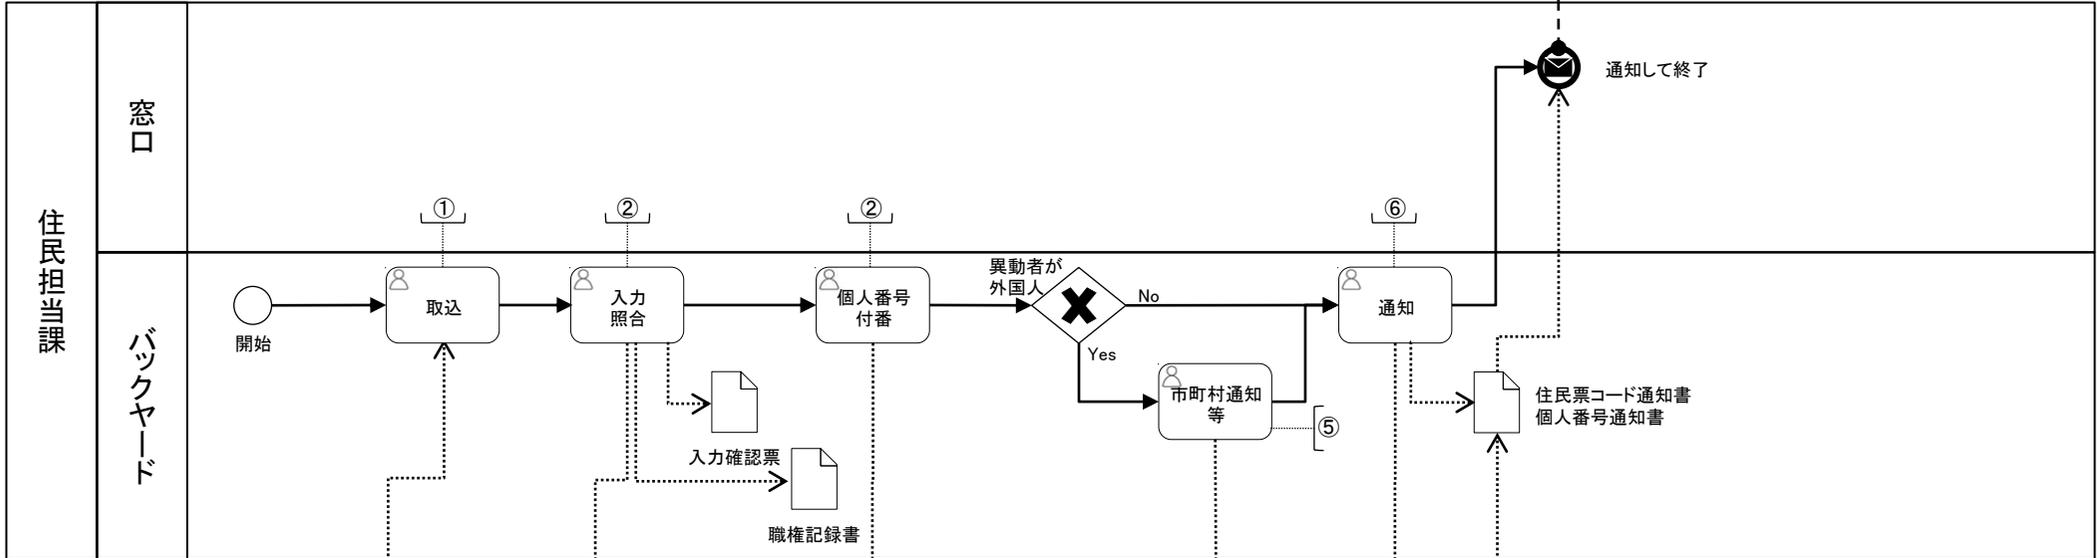 住民担当課
窓口
バックヤード
通知して終了
①
②
②
⑥
開始
取込
入力
照合
個人番号
付番
異動者が
外国人
No
Yes
通知
市町村通知
等
⑤
入力確認票
職権記録書
住民票コード通知書
個人番号通知書